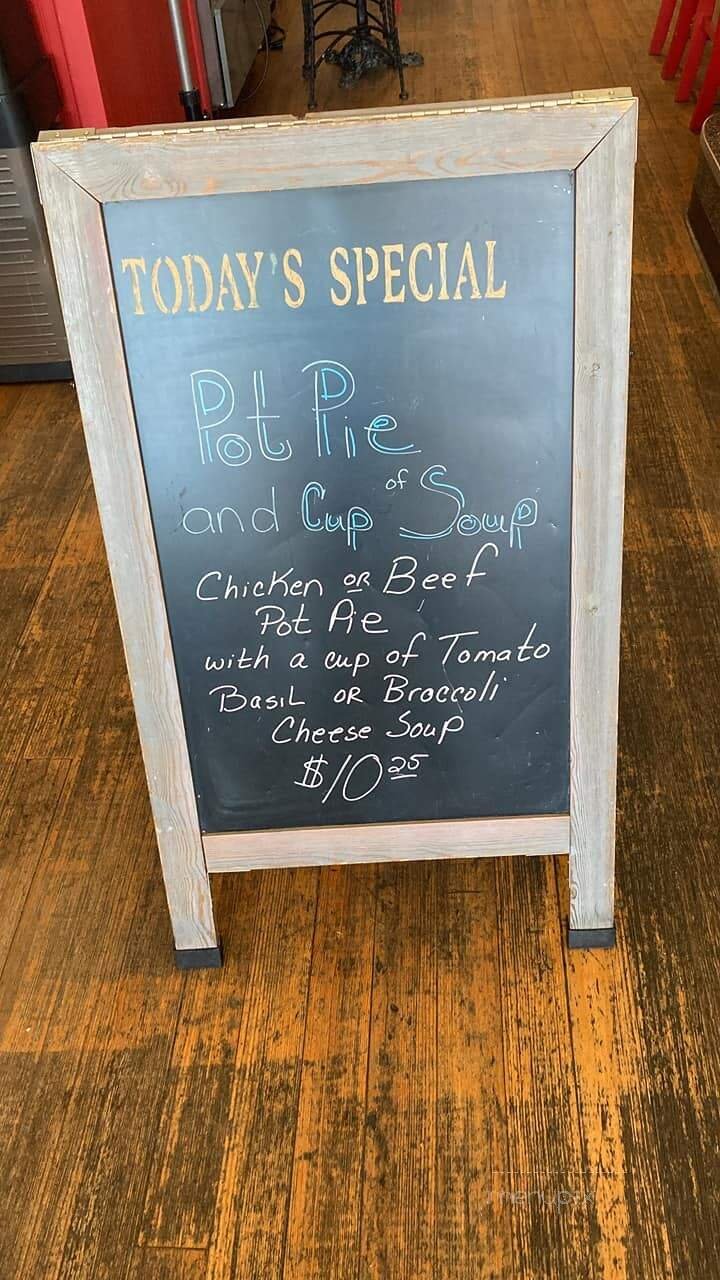 TODAY'S SPECIAL
Pot Pie
and Cup of Soup
Chicken OR Beef
Pot Pie
with a cup of Tomato
Basil OR Broccoli
Cheese Soup
$10 25
menupix